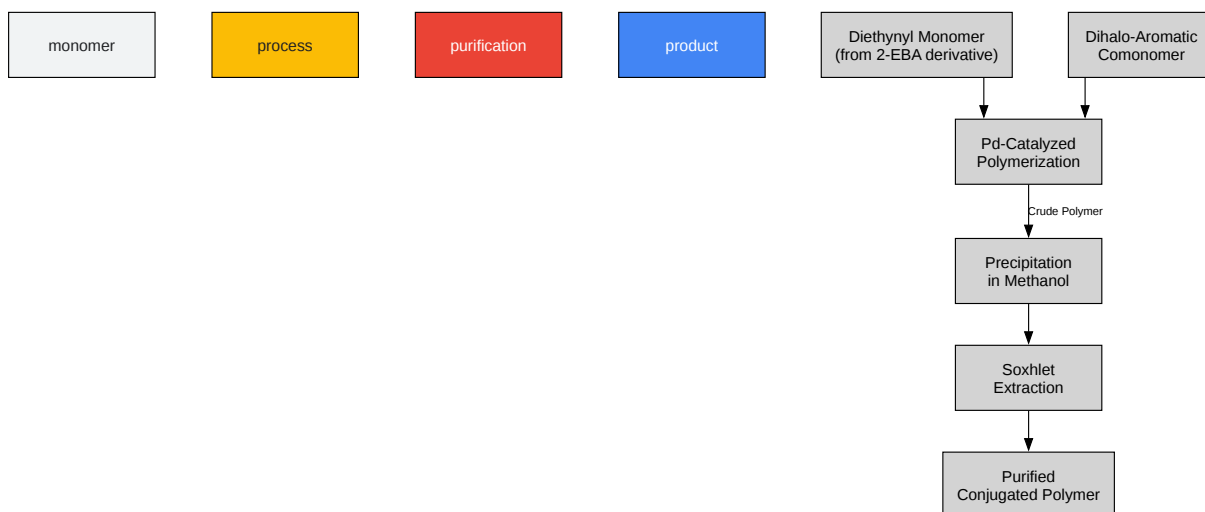 monomer
process
purification
product
Diethynyl Monomer
(from 2-EBA derivative)
Dihalo-Aromatic
Comonomer
Pd-Catalyzed
Polymerization
Crude Polymer
Precipitation
in Methanol
Soxhlet
Extraction
Purified
Conjugated Polymer